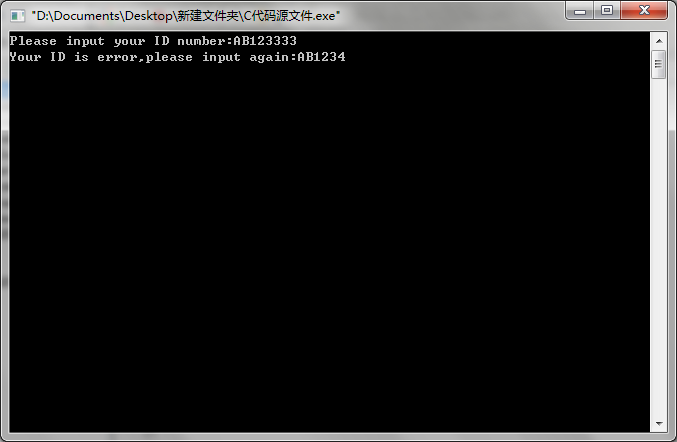 "D:\Documents\Desktop\新建文件夹\C代码源文件.exe"
Please input your ID number:AB123333
Your ID is error,please input again:AB1234